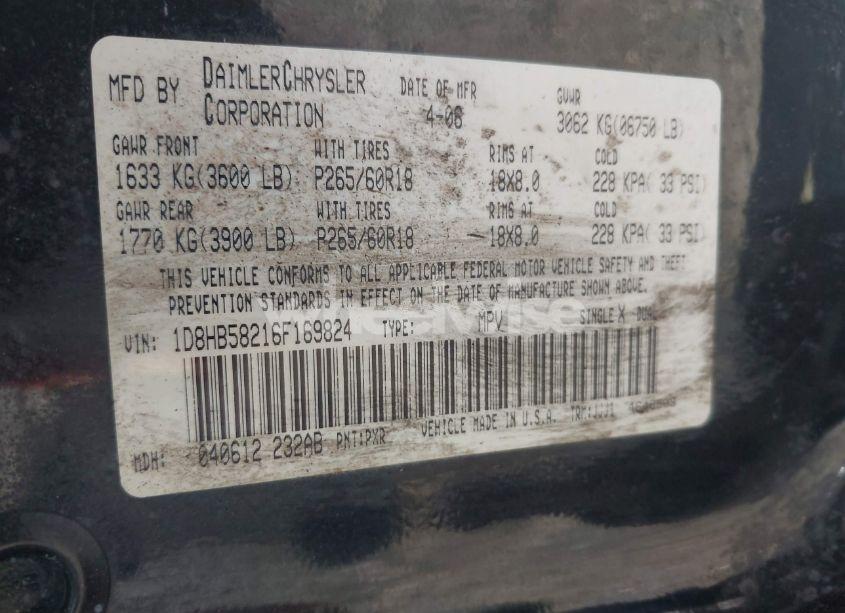 MFD BY DAIMLERCHRYSLER CORPORATION DATE OF MFR 4-06 GVWR 3062 KG(06750 LB)
GAWR FRONT WITH TIRES RIMS AT COLD
1633 KG(3600 LB) P265/60R18 18X8.0 228 KPA( 33 PSI)
GAWR REAR WITH TIRES RIMS AT COLD
1770 KG(3900 LB) P265/60R18 18X8.0 228 KPA( 33 PSI)
THIS VEHICLE CONFORMS TO ALL APPLICABLE FEDERAL MOTOR VEHICLE SAFETY AND THEFT
PREVENTION STANDARDS IN EFFECT ON THE DATE OF MANUFACTURE SHOWN ABOVE.
VIN: 1D8HB58216F169824 TYPE: MPV SINGLE X DUAL
MDH: 040612 232AB PNT:PXR VEHICLE MADE IN U.S.A.